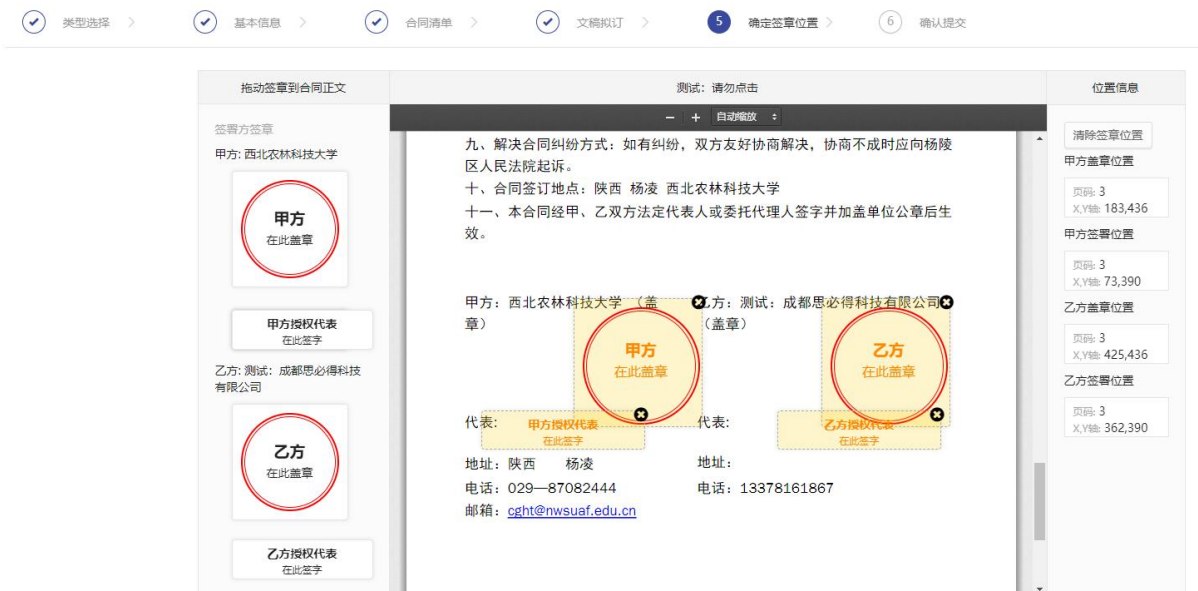 类型选择
基本信息
合同清单
文稿拟订
5 确定签章位置
6 确认提交
拖动签章到合同正文
测试：请勿点击
位置信息
− + 自动缩放
签署方签章
甲方: 西北农林科技大学
甲方
在此盖章
甲方授权代表
在此签字
乙方: 测试：成都思必得科技
有限公司
乙方
在此盖章
乙方授权代表
在此签字
九、解决合同纠纷方式：如有纠纷，双方友好协商解决，协商不成时应向杨陵
区人民法院起诉。
十、合同签订地点：陕西 杨凌 西北农林科技大学
十一、本合同经甲、乙双方法定代表人或委托代理人签字并加盖单位公章后生
效。
甲方：西北农林科技大学 （盖
章）
乙方：测试：成都思必得科技有限公司
（盖章）
甲方
在此盖章
乙方
在此盖章
代表：
甲方授权代表
在此签字
代表：
乙方授权代表
在此签字
地址：陕西 杨凌
地址：
电话：029—87082444
电话：13378161867
邮箱：cght@nwsuaf.edu.cn
清除签章位置
甲方盖章位置
页码: 3
X,Y轴: 183,436
甲方签署位置
页码: 3
X,Y轴: 73,390
乙方盖章位置
页码: 3
X,Y轴: 425,436
乙方签署位置
页码: 3
X,Y轴: 362,390